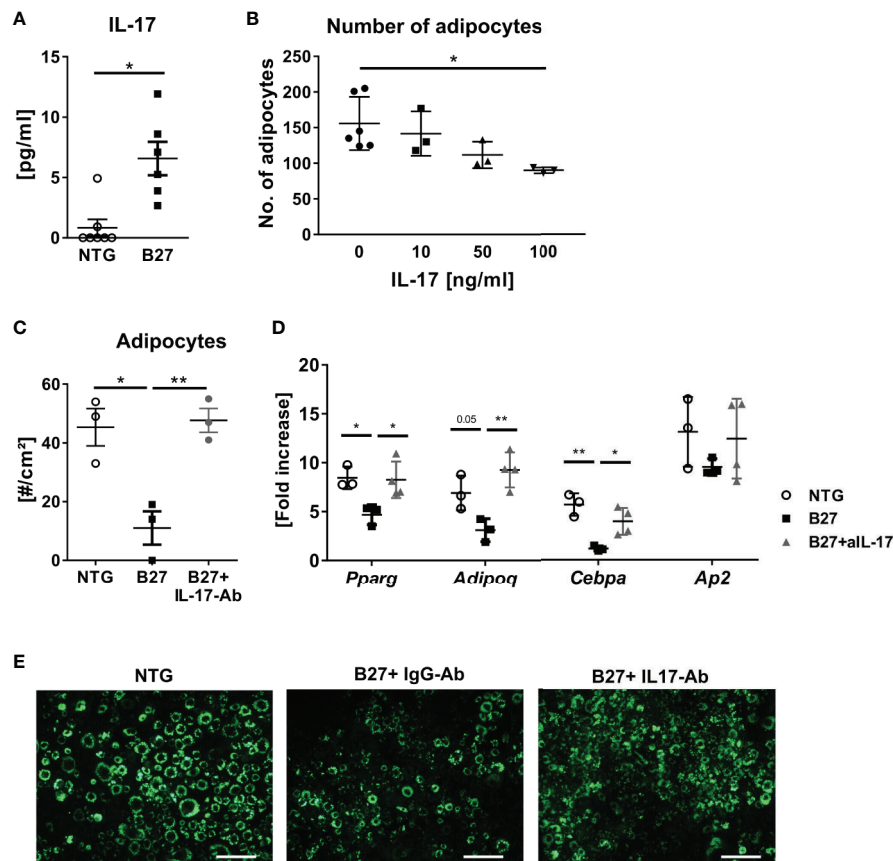 A
IL-17
15
10
5
0
[pg/ml]
*
NTG B27
B
Number of adipocytes
250
200
150
100
50
0
No. of adipocytes
*
0 10 50 100
IL-17 [ng/ml]
C
Adipocytes
60
40
20
0
[#/cm²]
* **
NTG B27 B27+
IL-17-Ab
D
20
15
10
5
0
[Fold increase]
* * 0.05 ** ** *
Pparg Adipoq Cebpa Ap2
NTG
B27
B27+aIL-17
E
NTG B27+ IgG-Ab B27+ IL17-Ab